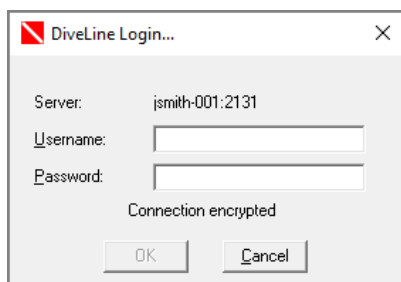 DiveLine Login...
Server: jsmith-001:2131
Username:
Password:
Connection encrypted
OK Cancel